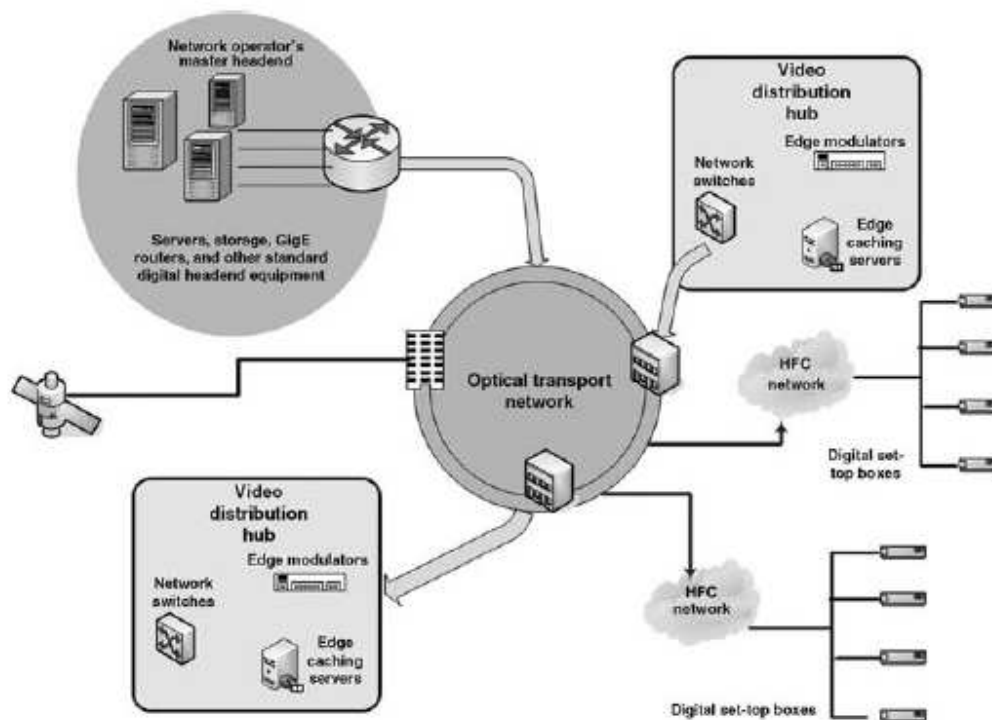 Network operator's
master headend
Servers, storage, GigE
routers, and other standard
digital headend equipment
Video
distribution
hub
Edge modulators
Network
switches
Edge
caching
servers
Optical transport
network
HFC
network
Digital set-
top boxes
Video
distribution
hub
Edge modulators
Network
switches
Edge
caching
servers
HFC
network
Digital set-top boxes